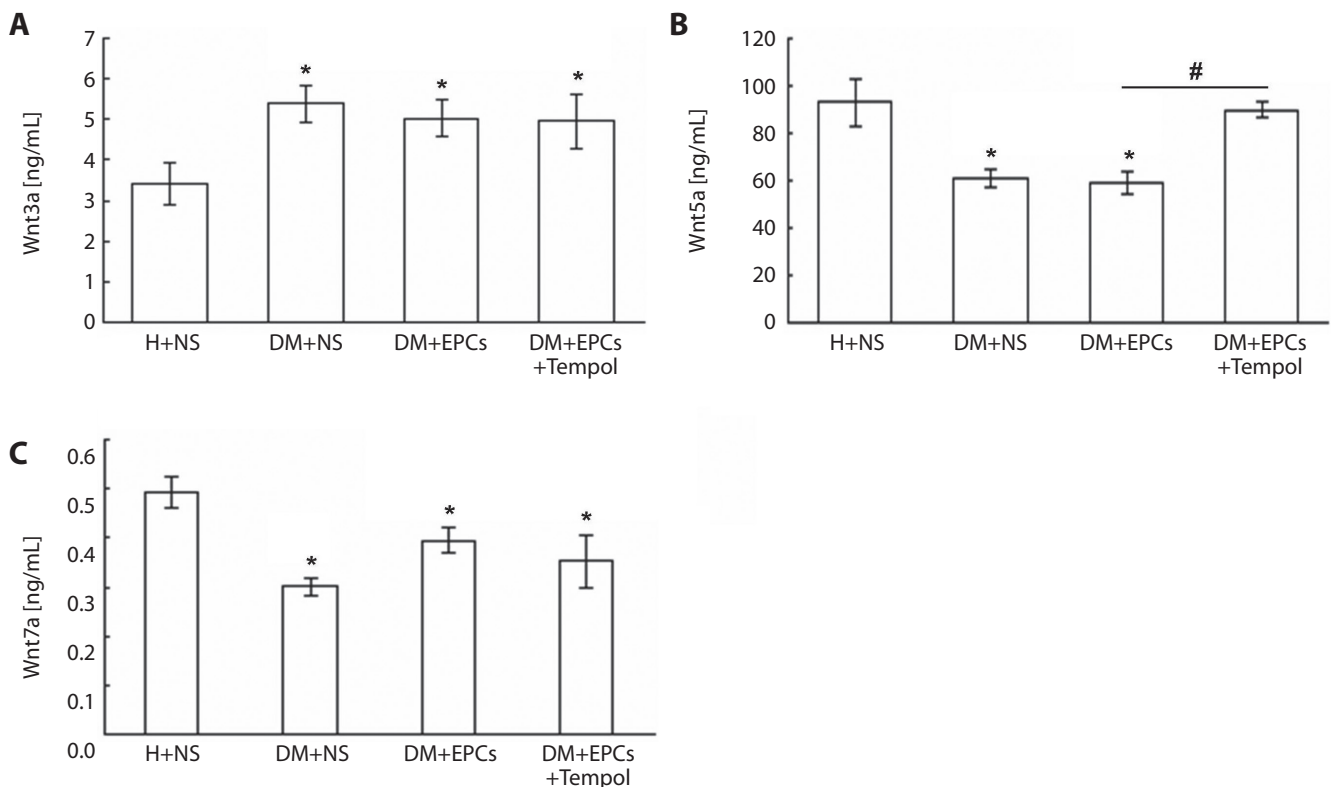 A
Wnt3a [ng/mL]
7
6
5
4
3
2
1
0
*
*
*
H+NS
DM+NS
DM+EPCs
DM+EPCs
+Tempol
B
Wnt5a [ng/mL]
120
100
80
60
40
20
0
*
*
#
H+NS
DM+NS
DM+EPCs
DM+EPCs
+Tempol
C
Wnt7a [ng/mL]
0.6
0.5
0.4
0.3
0.2
0.1
0.0
*
*
*
H+NS
DM+NS
DM+EPCs
DM+EPCs
+Tempol